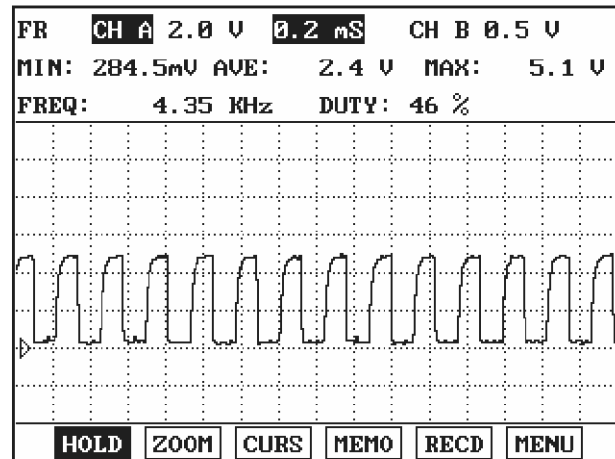 FR CH A 2.0 V 0.2 mS CH B 0.5 V
MIN: 284.5mV AVE: 2.4 V MAX: 5.1 V
FREQ: 4.35 KHz DUTY: 46 %
HOLD ZOOM CURS MEMO RECD MENU